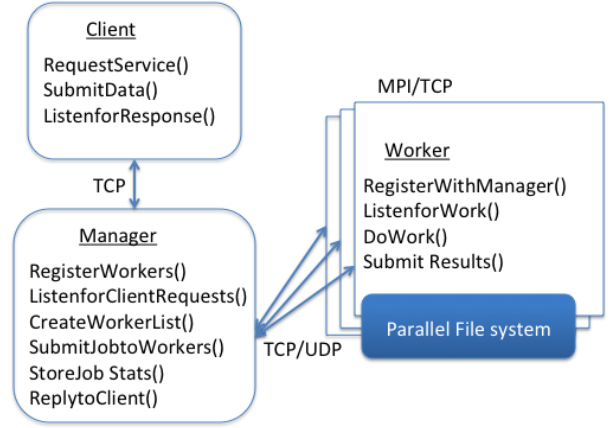 Client
RequestService()
SubmitData()
ListenforResponse()
TCP
Manager
RegisterWorkers()
ListenforClientRequests()
CreateWorkerList()
SubmitJobtoWorkers()
StoreJob Stats()
ReplytoClient()
TCP/UDP
MPI/TCP
Worker
RegisterWithManager()
ListenforWork()
DoWork()
Submit Results()
Parallel File system